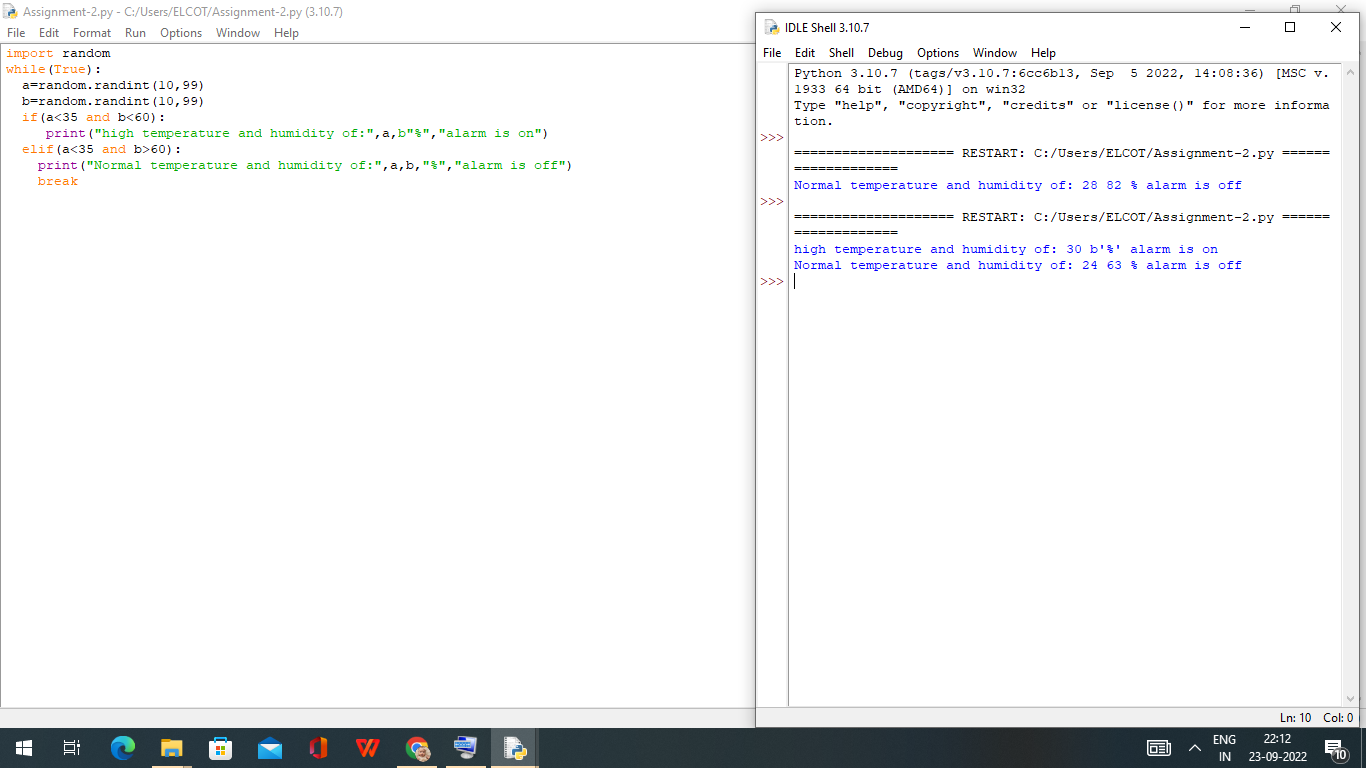 Assignment-2.py - C:/Users/ELCOT/Assignment-2.py (3.10.7)
File Edit Format Run Options Window Help
import random
while(True):
  a=random.randint(10,99)
  b=random.randint(10,99)
  if(a<35 and b<60):
     print("high temperature and humidity of:",a,b"%","alarm is on")
  elif(a<35 and b>60):
    print("Normal temperature and humidity of:",a,b,"%","alarm is off")
    break
IDLE Shell 3.10.7
File Edit Shell Debug Options Window Help
Python 3.10.7 (tags/v3.10.7:6cc6b13, Sep  5 2022, 14:08:36) [MSC v.
1933 64 bit (AMD64)] on win32
Type "help", "copyright", "credits" or "license()" for more informa
tion.
>>>
==================== RESTART: C:/Users/ELCOT/Assignment-2.py ======
=============
Normal temperature and humidity of: 28 82 % alarm is off
>>>
==================== RESTART: C:/Users/ELCOT/Assignment-2.py ======
=============
high temperature and humidity of: 30 b'%' alarm is on
Normal temperature and humidity of: 24 63 % alarm is off
>>>
Ln: 10 Col: 0
W
ENG
IN
22:12
23-09-2022
10